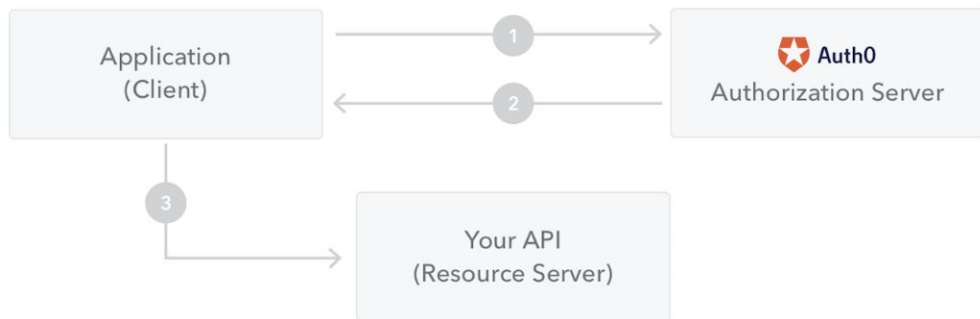 Application
(Client)
1
Auth0
Authorization Server
2
3
Your API
(Resource Server)